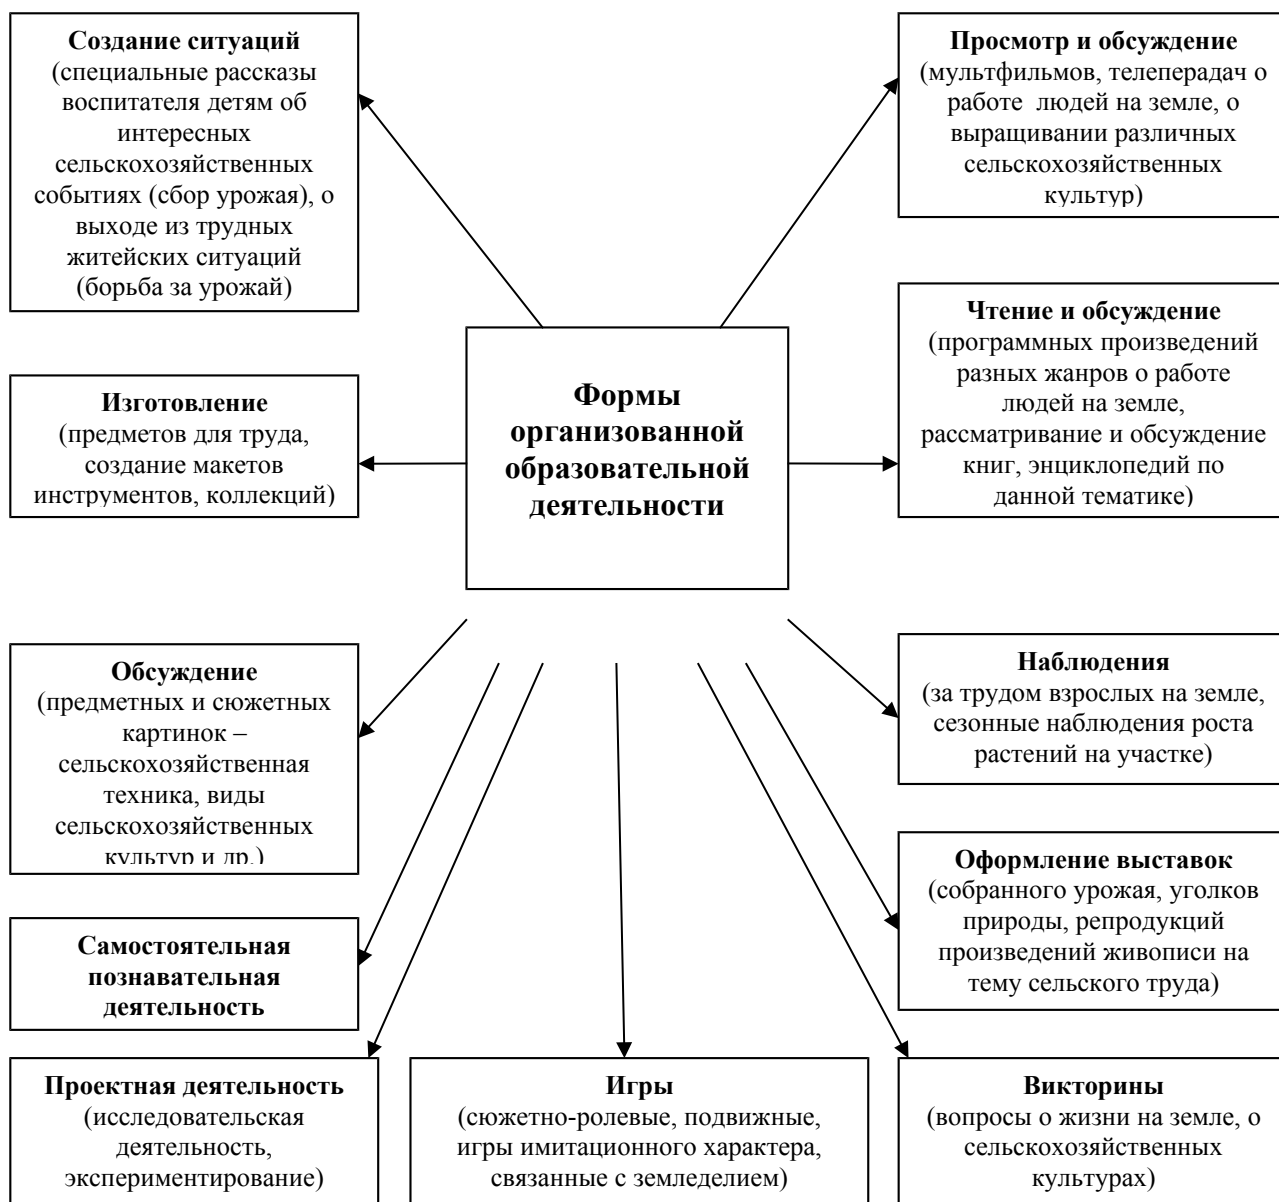 Создание ситуаций
(специальные рассказы
воспитателя детям об
интересных
сельскохозяйственных
событиях (сбор урожая), о
выходе из трудных
житейских ситуаций
(борьба за урожай)
Просмотр и обсуждение
(мультфильмов, телеперадач о
работе людей на земле, о
выращивании различных
сельскохозяйственных
культур)
Чтение и обсуждение
(программных произведений
разных жанров о работе
людей на земле,
рассматривание и обсуждение
книг, энциклопедий по
данной тематике)
Формы
организованной
образовательной
деятельности
Изготовление
(предметов для труда,
создание макетов
инструментов, коллекций)
Обсуждение
(предметных и сюжетных
картинок –
сельскохозяйственная
техника, виды
сельскохозяйственных
культур и др.)
Наблюдения
(за трудом взрослых на земле,
сезонные наблюдения роста
растений на участке)
Оформление выставок
(собранного урожая, уголков
природы, репродукций
произведений живописи на
тему сельского труда)
Самостоятельная
познавательная
деятельность
Проектная деятельность
(исследовательская
деятельность,
экспериментирование)
Игры
(сюжетно-ролевые, подвижные,
игры имитационного характера,
связанные с земледелием)
Викторины
(вопросы о жизни на земле, о
сельскохозяйственных
культурах)